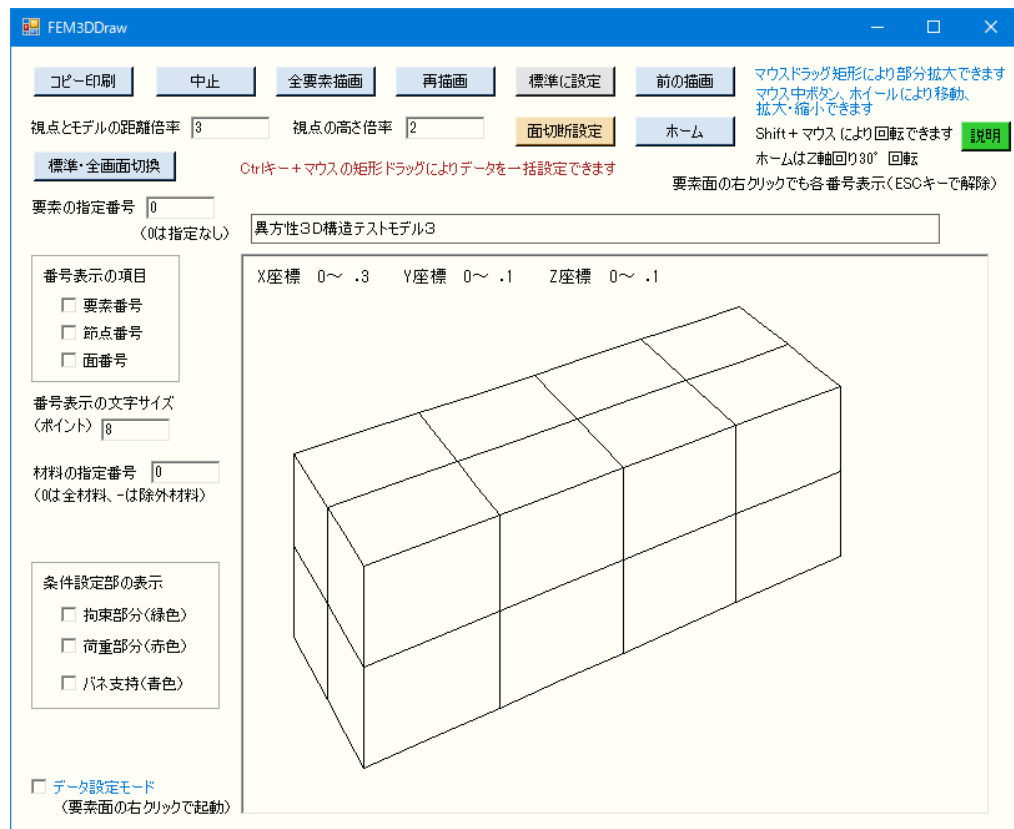 FEM3DDraw
コピー印刷 中止 全要素描画 再描画 標準に設定 前の描画
マウスドラッグ矩形により部分拡大できます
マウス中ボタン、ホイールにより移動、
拡大・縮小できます
視点とモデルの距離倍率 3 視点の高さ倍率 2 面切断設定 ホーム
Shift+マウスにより回転できます 説明
標準・全画面切換
Ctrlキー+マウスの矩形ドラッグによりデータを一括設定できます
ホームはZ軸回り30°回転
要素面の右クリックでも各番号表示(ESCキーで解除)
要素の指定番号 0
(0は指定なし)
異方性3D構造テストモデル3
番号表示の項目
要素番号
節点番号
面番号
X座標 0～ .3 Y座標 0～ .1 Z座標 0～ .1
番号表示の文字サイズ
(ポイント) 8
材料の指定番号 0
(0は全材料、-は除外材料)
条件設定部の表示
拘束部分(緑色)
荷重部分(赤色)
バネ支持(青色)
データ設定モード
(要素面の右クリックで起動)